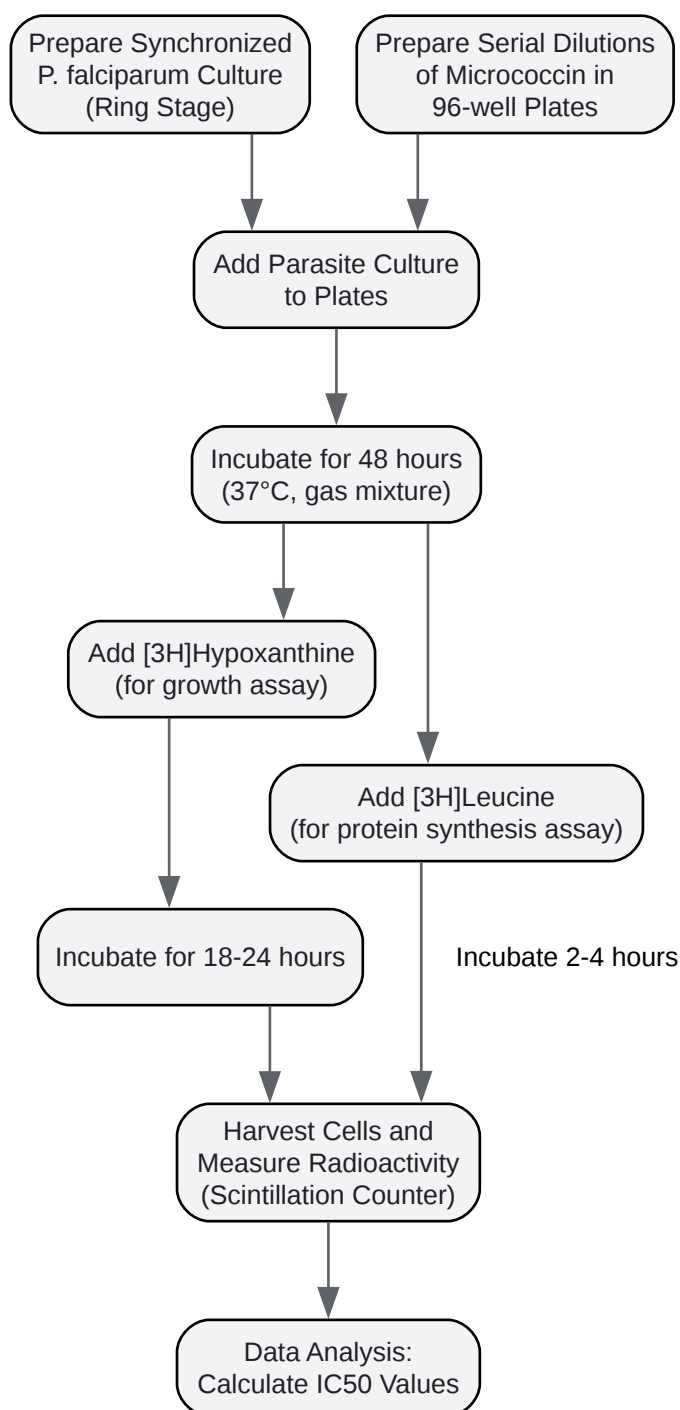 Prepare Synchronized
P. falciparum Culture
(Ring Stage)
Prepare Serial Dilutions
of Micrococcin in
96-well Plates
Add Parasite Culture
to Plates
Incubate for 48 hours
(37°C, gas mixture)
Add [3H]Hypoxanthine
(for growth assay)
Add [3H]Leucine
(for protein synthesis assay)
Incubate for 18-24 hours
Incubate 2-4 hours
Harvest Cells and
Measure Radioactivity
(Scintillation Counter)
Data Analysis:
Calculate IC50 Values